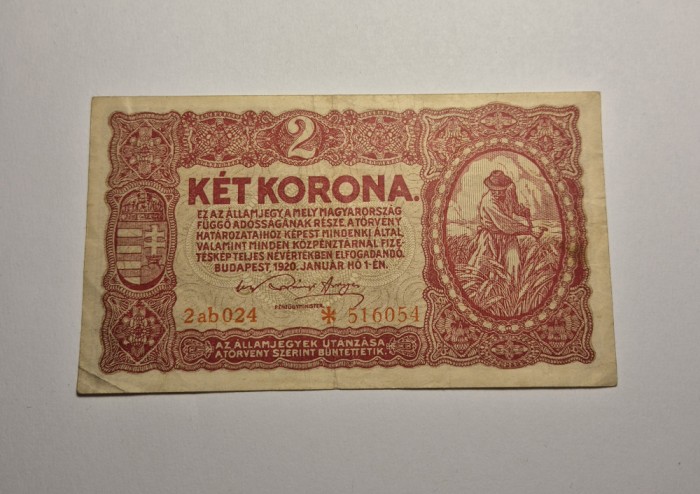 2
KÉT KORONA.
EZ AZ ÁLLAMJEGY, A MELY MAGYARORSZÁG
FÜGGŐ ADÓSSÁGÁNAK RÉSZE, A TÖRVÉNY
HATÁROZATAIHOZ KÉPEST MINDENKI ÁLTAL,
VALAMINT MINDEN KÖZPÉNZTÁRNÁL FIZE-
TÉSKÉP TELJES NÉVÉRTÉKBEN ELFOGADANDÓ.
BUDAPEST, 1920. JANUÁR HÓ 1-ÉN.
PÉNZÜGYMINISTER.
2ab024 * 516054
AZ ÁLLAMJEGYEK UTÁNZÁSA
A TÖRVÉNY SZERINT BÜNTETTETIK.